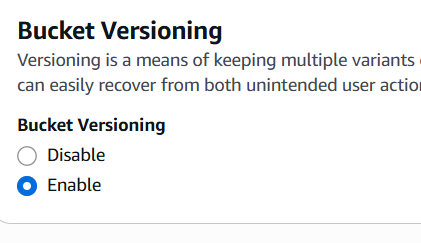 Bucket Versioning
Versioning is a means of keeping multiple variants
can easily recover from both unintended user
Bucket Versioning
Disable
Enable